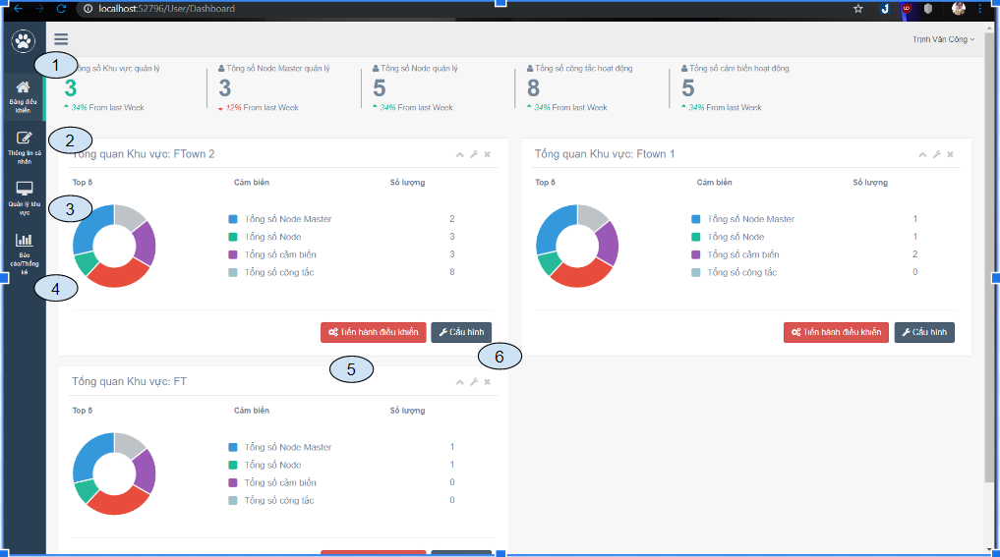 localhost:52796/User/Dashboard
Trịnh Văn Công
1
Tổng số Khu vực quản lý
3
34% From last Week
Tổng số Node Master quản lý
3
12% From last Week
Tổng số Node quản lý
5
34% From last Week
Tổng số công tắc hoạt động
8
34% From last Week
Tổng số cảm biến hoạt động
5
34% From last Week
Bảng điều
khiển
2
Thông tin cá
nhân
3
Quản lý khu
vực
Báo
cáo/Thống
kê
4
Tổng quan Khu vực: FTown 2
Top 5 Cảm biến Số lượng
Tổng số Node Master 2
Tổng số Node 3
Tổng số cảm biến 3
Tổng số công tắc 8
Tiến hành điều khiển Cấu hình
5
6
Tổng quan Khu vực: Ftown 1
Top 5 Cảm biến Số lượng
Tổng số Node Master 1
Tổng số Node 1
Tổng số cảm biến 2
Tổng số công tắc 0
Tiến hành điều khiển Cấu hình
Tổng quan Khu vực: FT
Top 5 Cảm biến Số lượng
Tổng số Node Master 1
Tổng số Node 1
Tổng số cảm biến 0
Tổng số công tắc 0